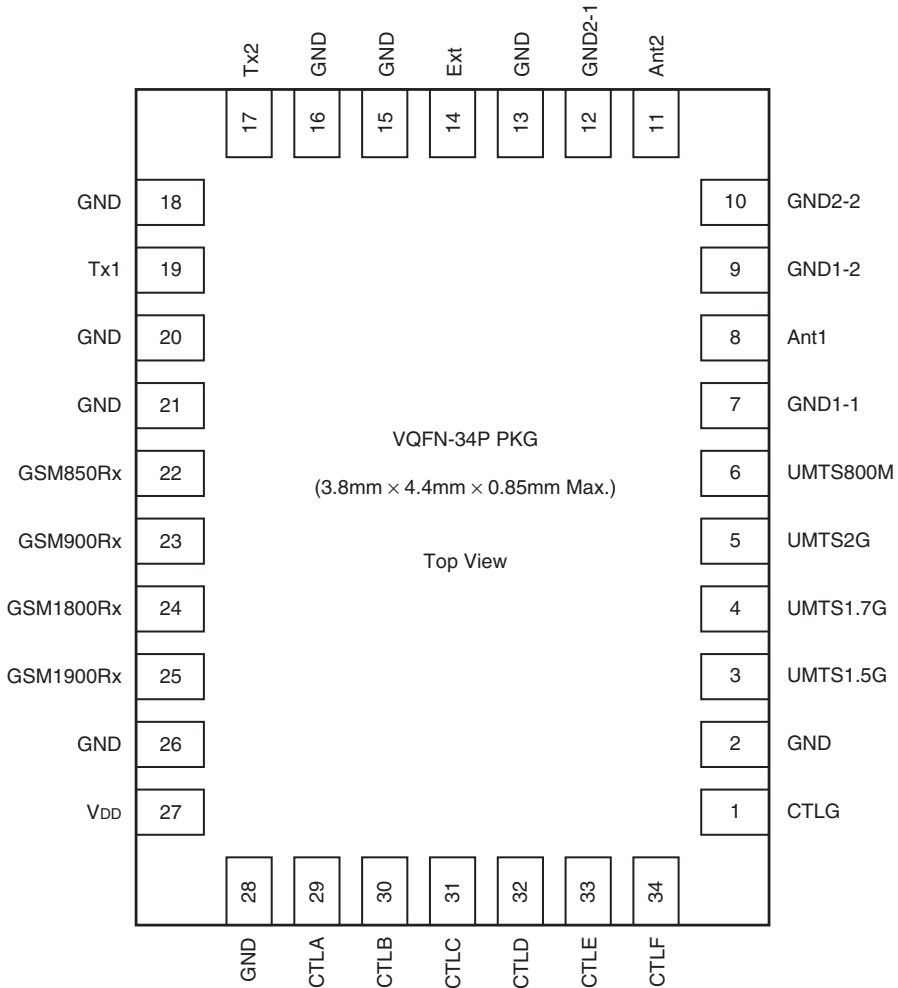 Tx2 GND GND Ext GND GND2-1 Ant2
17 16 15 14 13 12 11
GND 18 10 GND2-2
Tx1 19 9 GND1-2
GND 20 8 Ant1
GND 21 7 GND1-1
VQFN-34P PKG
GSM850Rx 22 6 UMTS800M
(3.8mm × 4.4mm × 0.85mm Max.)
GSM900Rx 23 5 UMTS2G
Top View
GSM1800Rx 24 4 UMTS1.7G
GSM1900Rx 25 3 UMTS1.5G
GND 26 2 GND
VDD 27 1 CTLG
28 29 30 31 32 33 34
GND CTLA CTLB CTLC CTLD CTLE CTLF